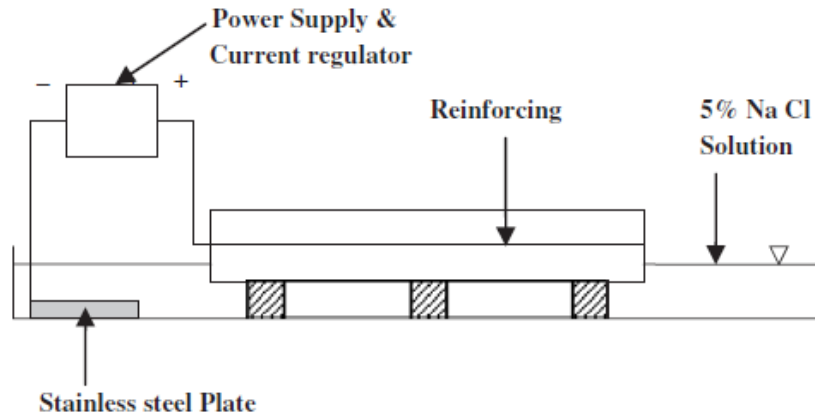 Power Supply &
Current regulator
− +
Reinforcing
5% Na Cl
Solution
Stainless steel Plate